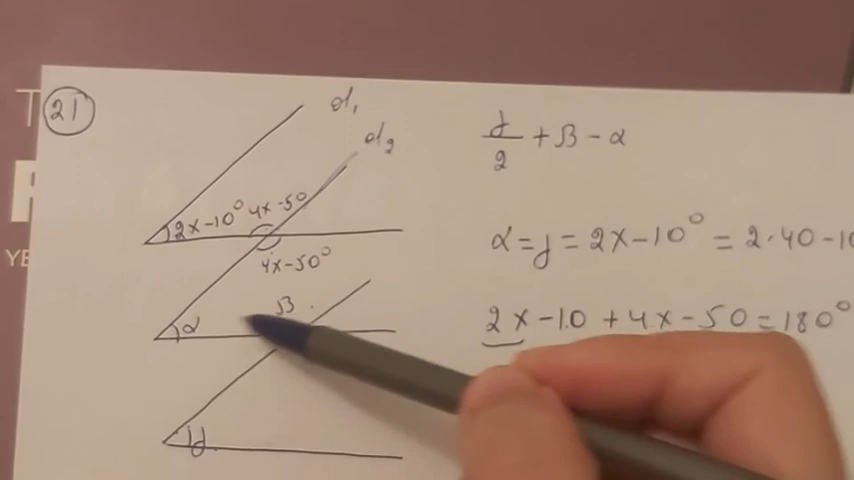 21
d₁
d₂
2x-10° 4x-50
4x-50°
β
α
y
y/2 + β - α
α = y = 2x-10° = 2·40-10
2x-10 + 4x-50 = 180°